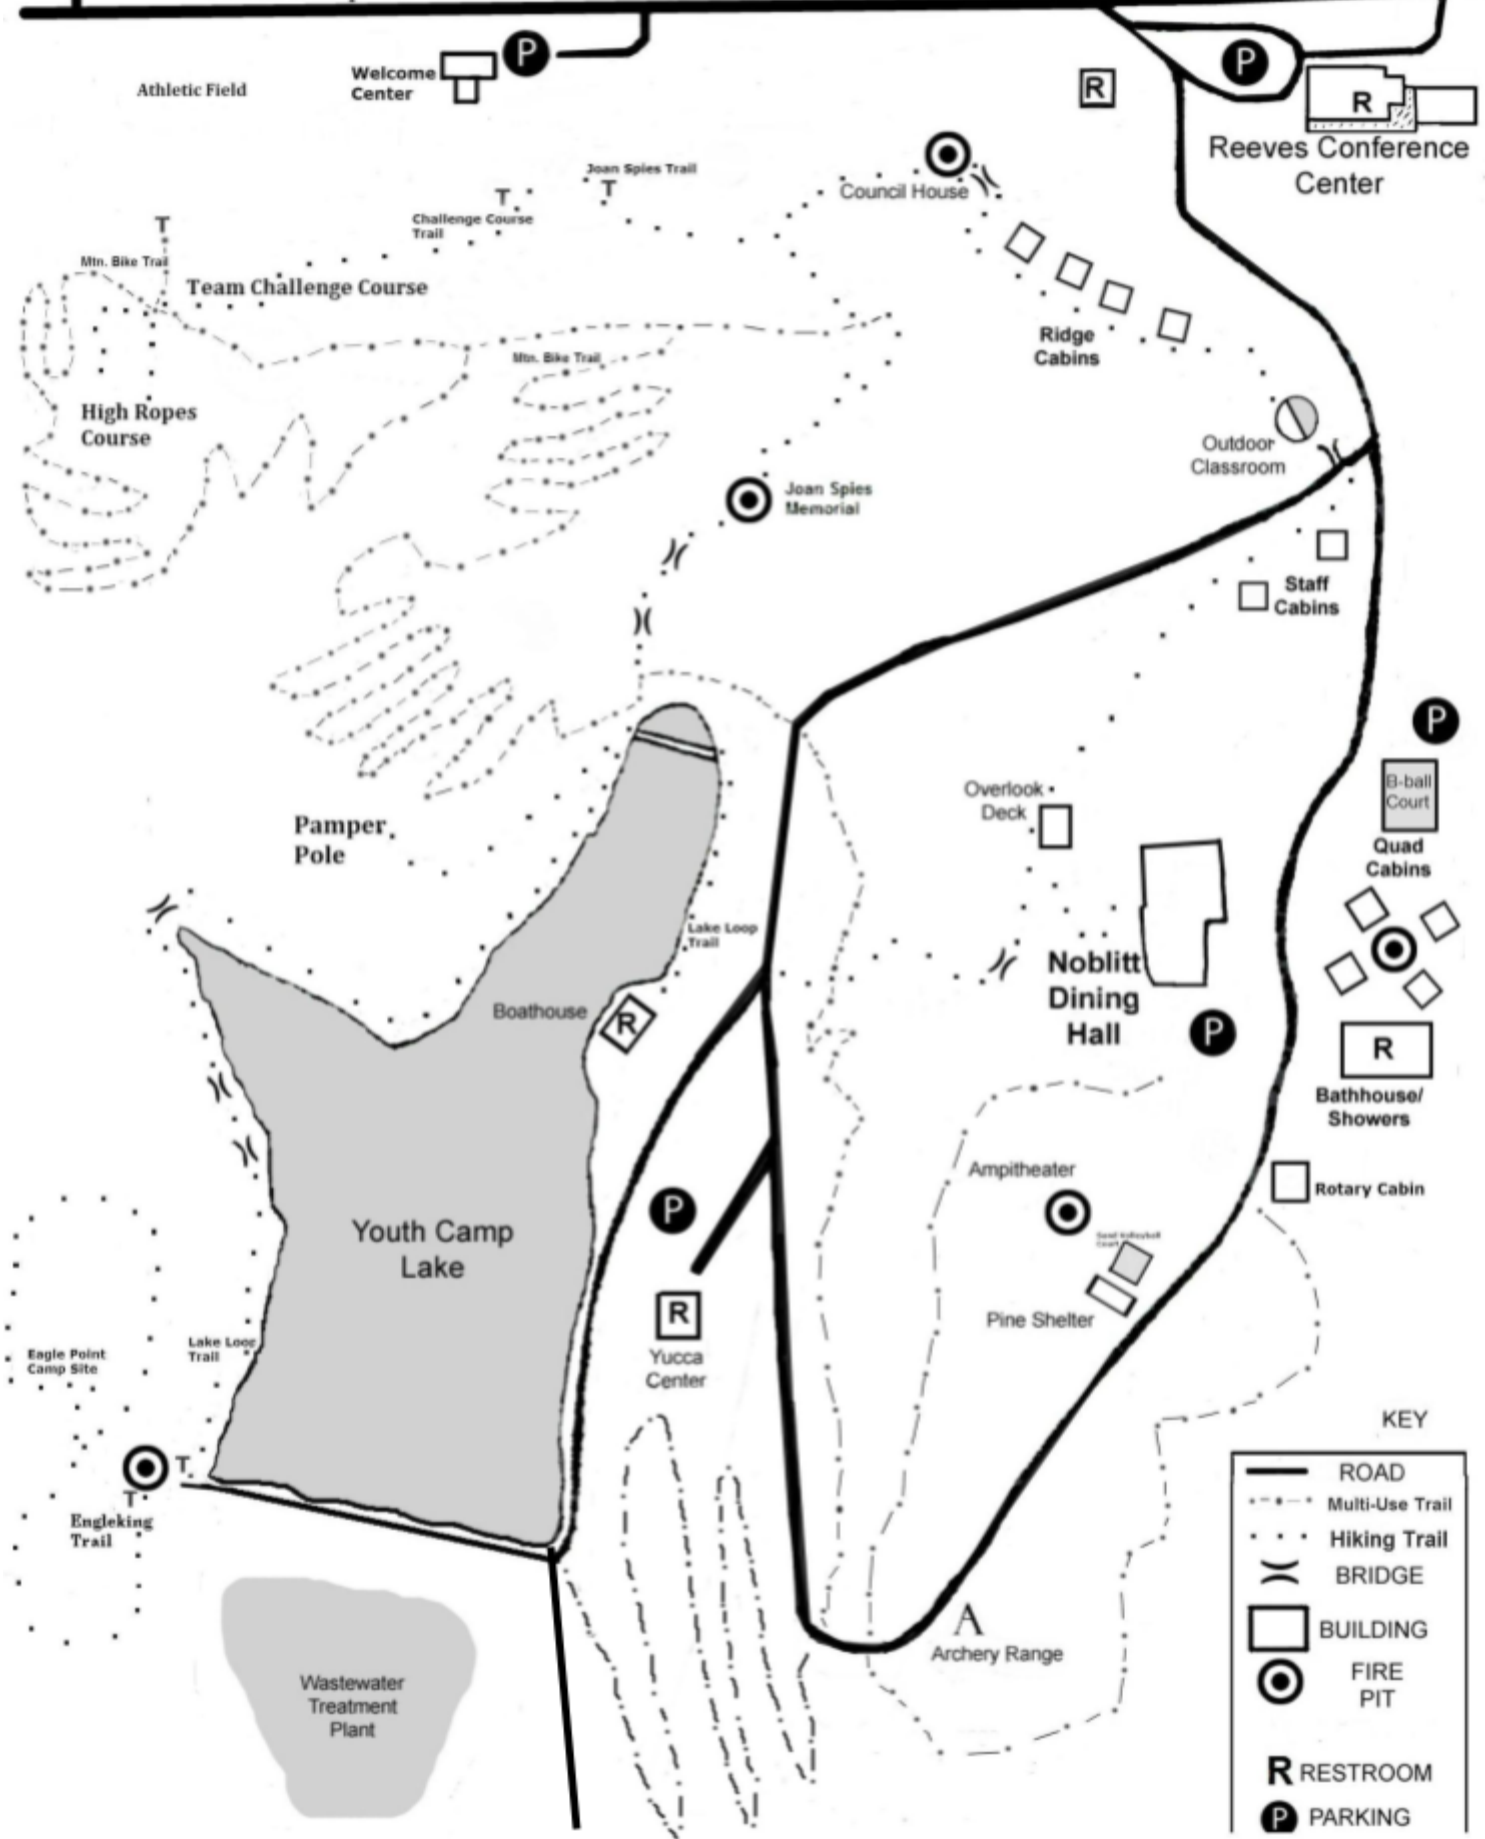 P
Welcome
Center
Athletic Field
P
R
R
Reeves Conference
Center
Council House
Joan Spies Trail
T
T
Challenge Course
Trail
T
Mtn. Bike Trail
Team Challenge Course
Ridge
Cabins
Mtn. Bike Trail
High Ropes
Course
Outdoor
Classroom
Joan Spies
Memorial
Staff
Cabins
P
B-ball
Court
Quad
Cabins
Overlook
Deck
Pamper
Pole
Lake Loop
Trail
Noblitt
Dining
Hall
P
Boathouse
R
R
Bathhouse/
Showers
Rotary Cabin
Ampitheater
Sand Volleyball
Court
Pine Shelter
P
R
Yucca
Center
Youth Camp
Lake
Lake Loop
Trail
Eagle Point
Camp Site
T
T
Engleking
Trail
Wastewater
Treatment
Plant
A
Archery Range
KEY
ROAD
Multi-Use Trail
Hiking Trail
BRIDGE
BUILDING
FIRE
PIT
R RESTROOM
P PARKING